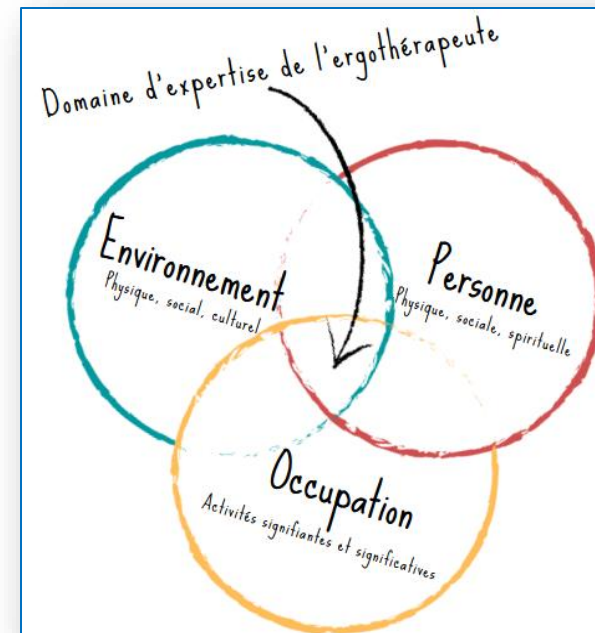 Domaine d'expertise de l'ergothérapeute
Environnement
Physique, social, culturel
Personne
Physique, sociale, spirituelle
Occupation
Activités signifiantes et significatives